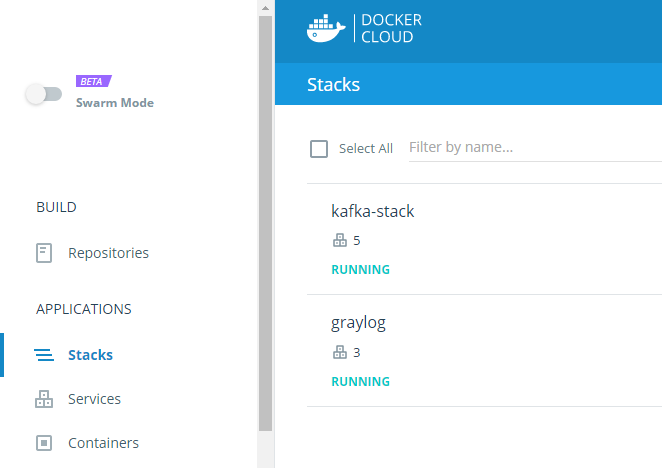 BETA
Swarm Mode
BUILD
Repositories
APPLICATIONS
Stacks
Services
Containers
DOCKER
CLOUD
Stacks
Select All
Filter by name...
kafka-stack
5
RUNNING
graylog
3
RUNNING